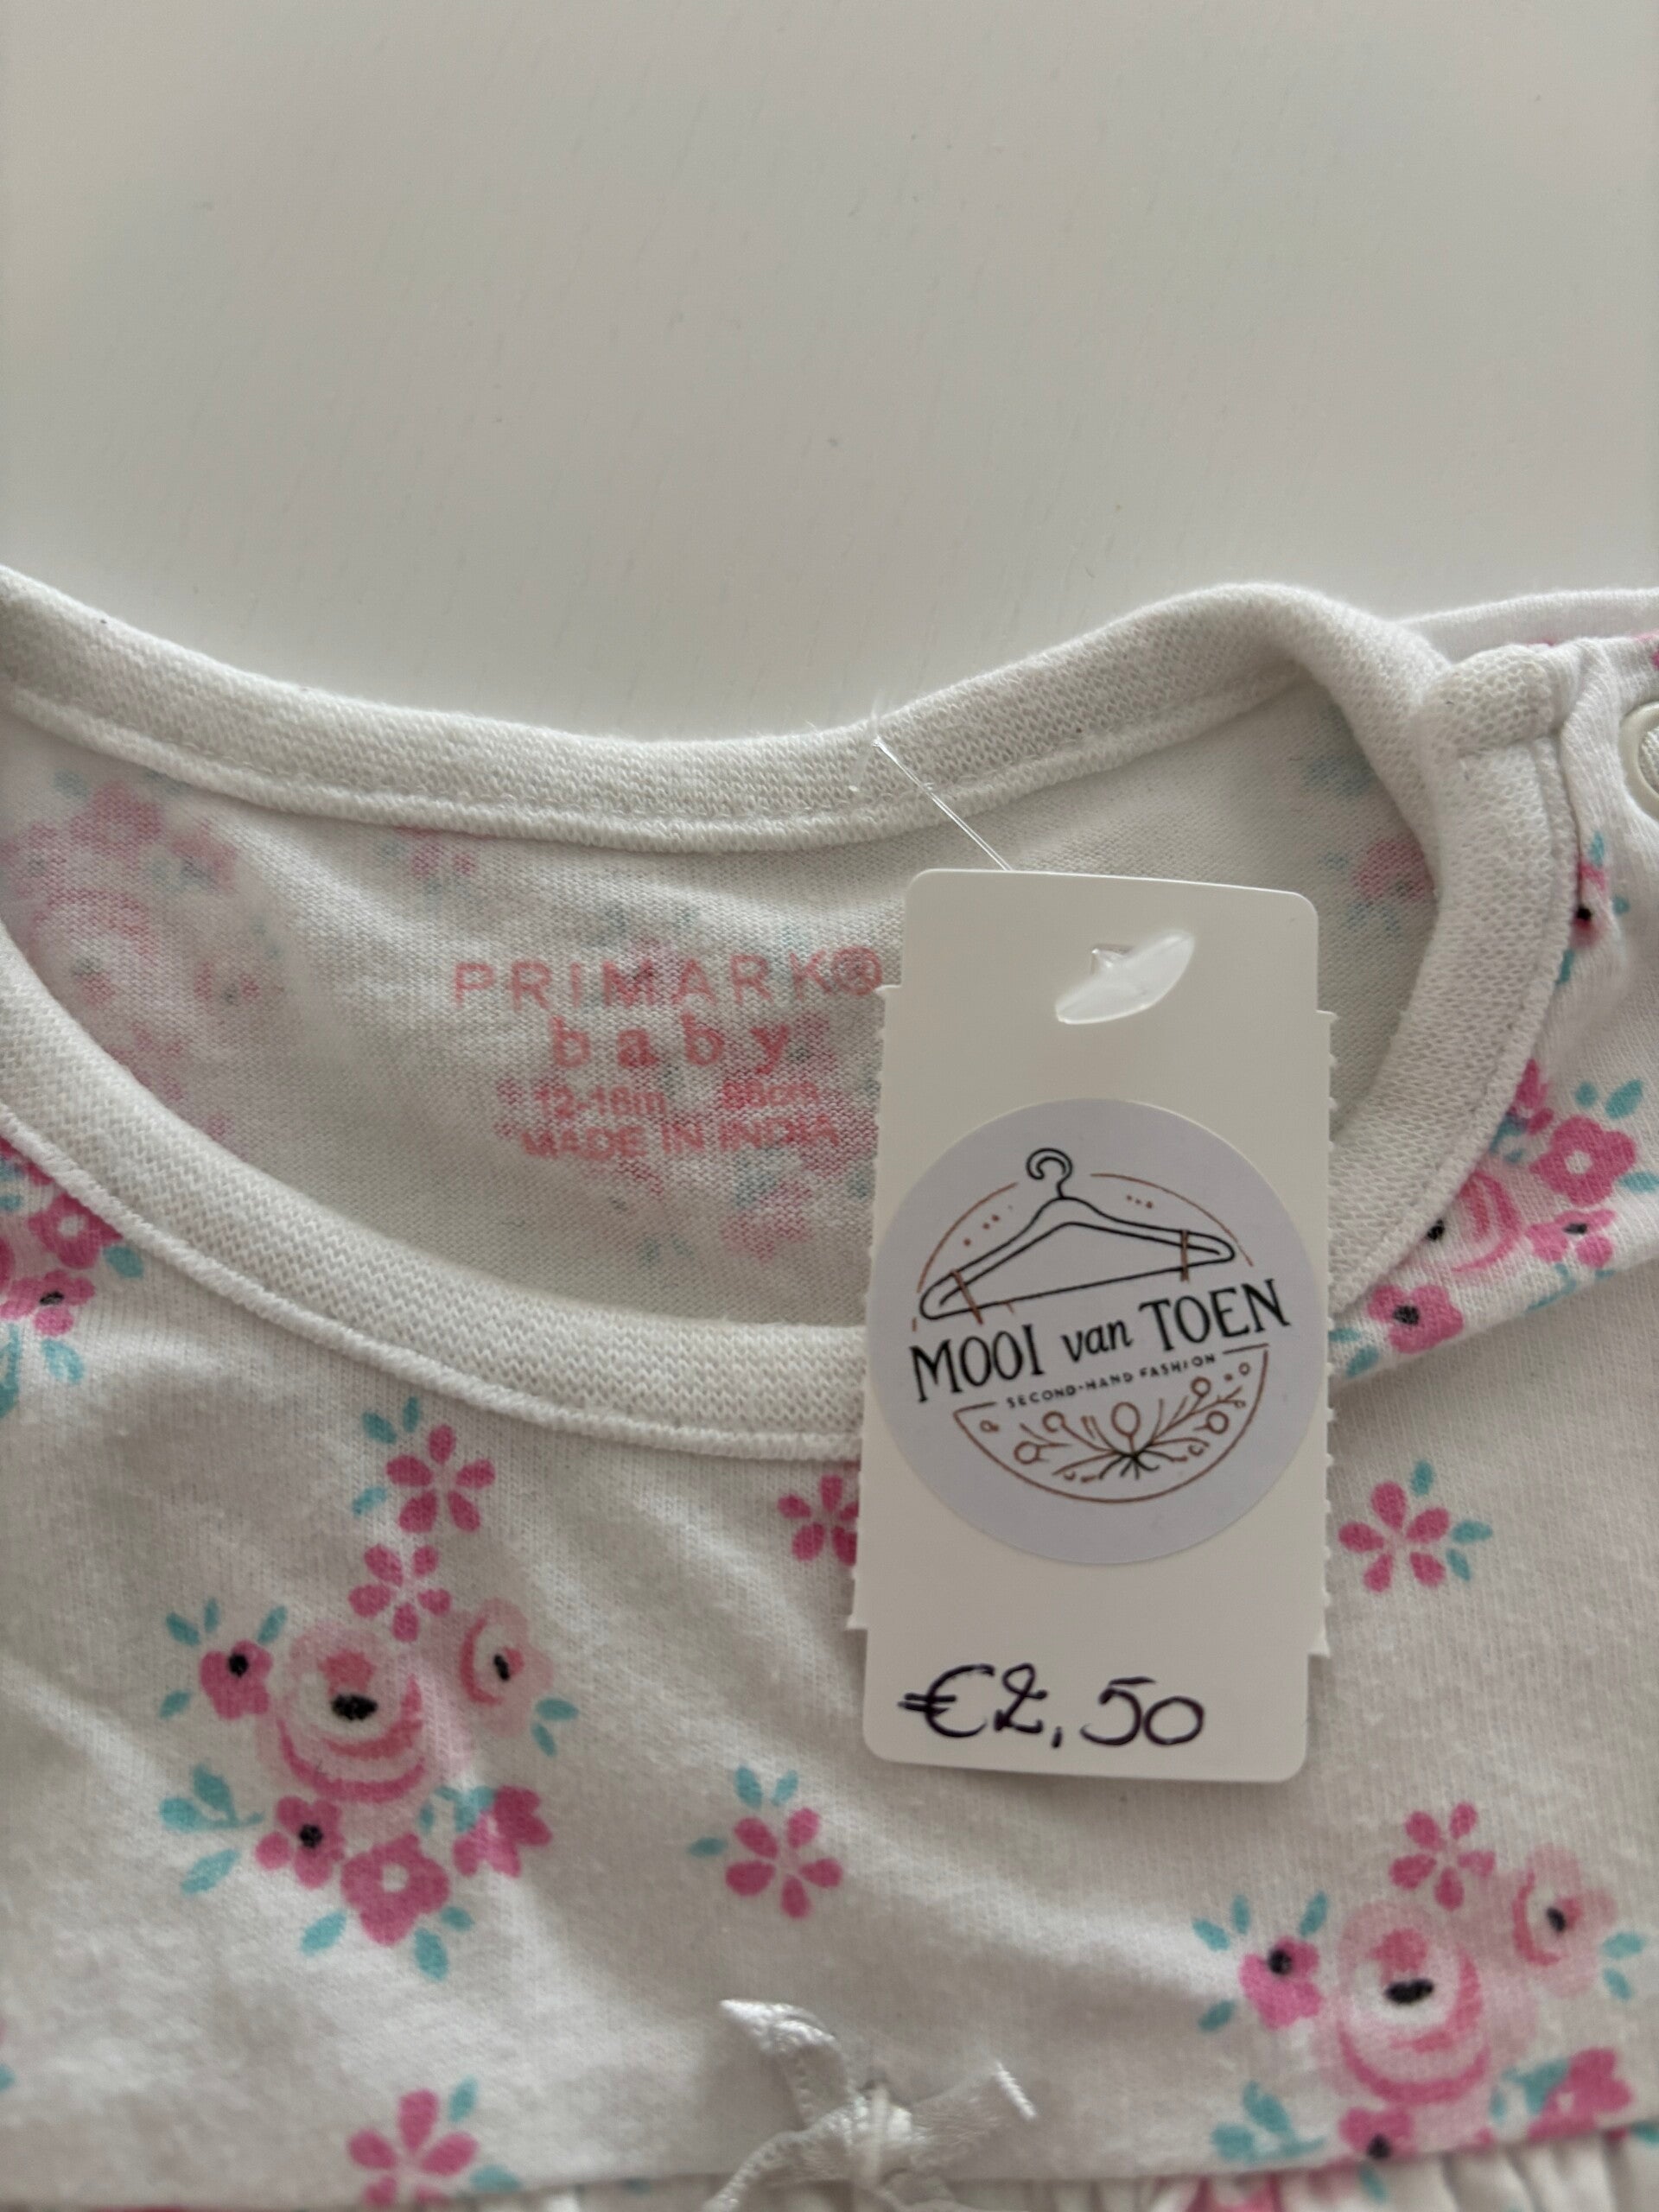 PRIMARK®
baby
12-18m 86cm
MADE IN INDIA
MOOI van TOEN
SECOND-HAND FASHION
€2,50